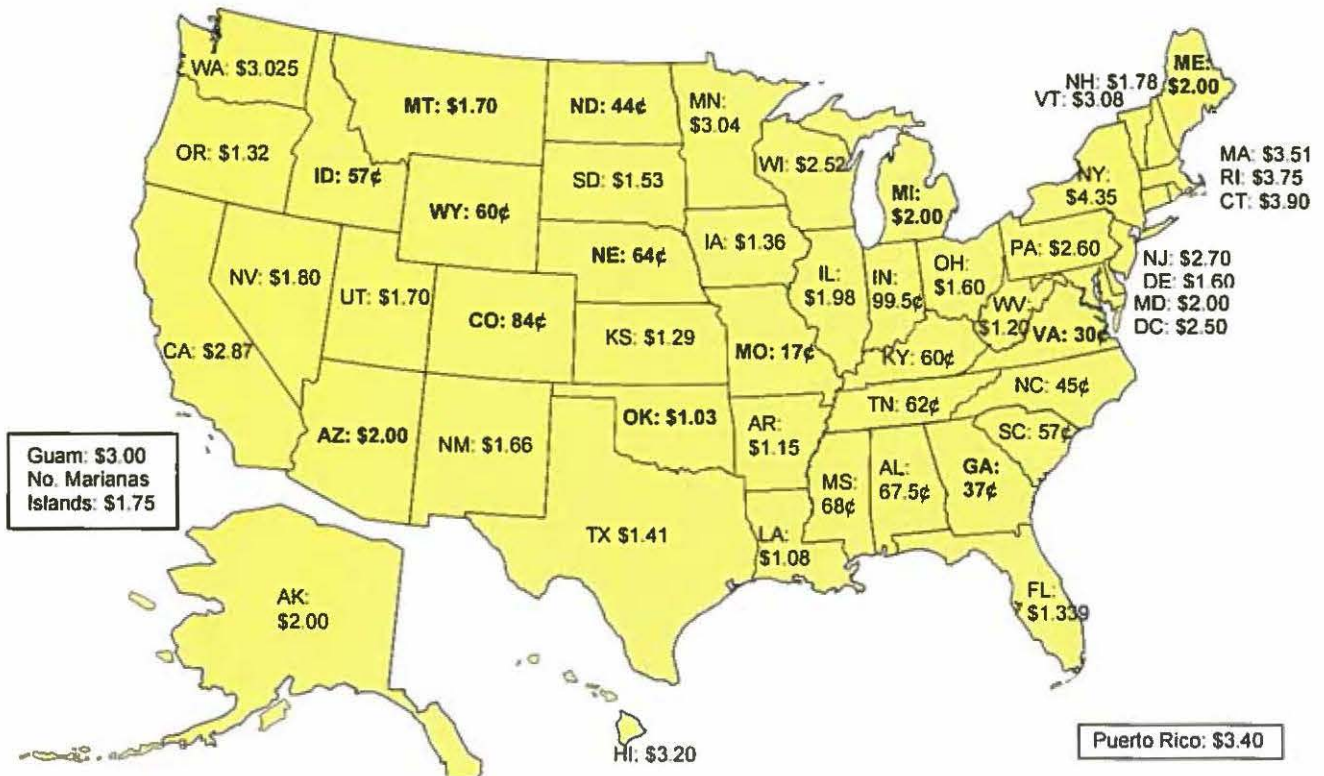 WA: $3.025
MT: $1.70
ND: 44¢
MN:
$3.04
NH: $1.78
VT: $3.08
ME:
$2.00
OR: $1.32
ID: 57¢
WY: 60¢
SD: $1.53
WI: $2.52
MI:
$2.00
NY:
$4.35
MA: $3.51
RI: $3.75
CT: $3.90
NV: $1.80
UT: $1.70
CO: 84¢
NE: 64¢
IA: $1.36
IL:
$1.98
IN:
99.5¢
OH:
$1.60
PA: $2.60
NJ: $2.70
DE: $1.60
MD: $2.00
DC: $2.50
WV:
$1.20
VA: 30¢
CA: $2.87
KS: $1.29
MO: 17¢
KY: 60¢
NC: 45¢
TN: 62¢
SC: 57¢
AZ: $2.00
NM: $1.66
OK: $1.03
AR:
$1.15
MS:
68¢
AL:
67.5¢
GA:
37¢
Guam: $3.00
No. Marianas
Islands: $1.75
TX $1.41
LA:
$1.08
FL:
$1.339
AK:
$2.00
HI: $3.20
Puerto Rico: $3.40